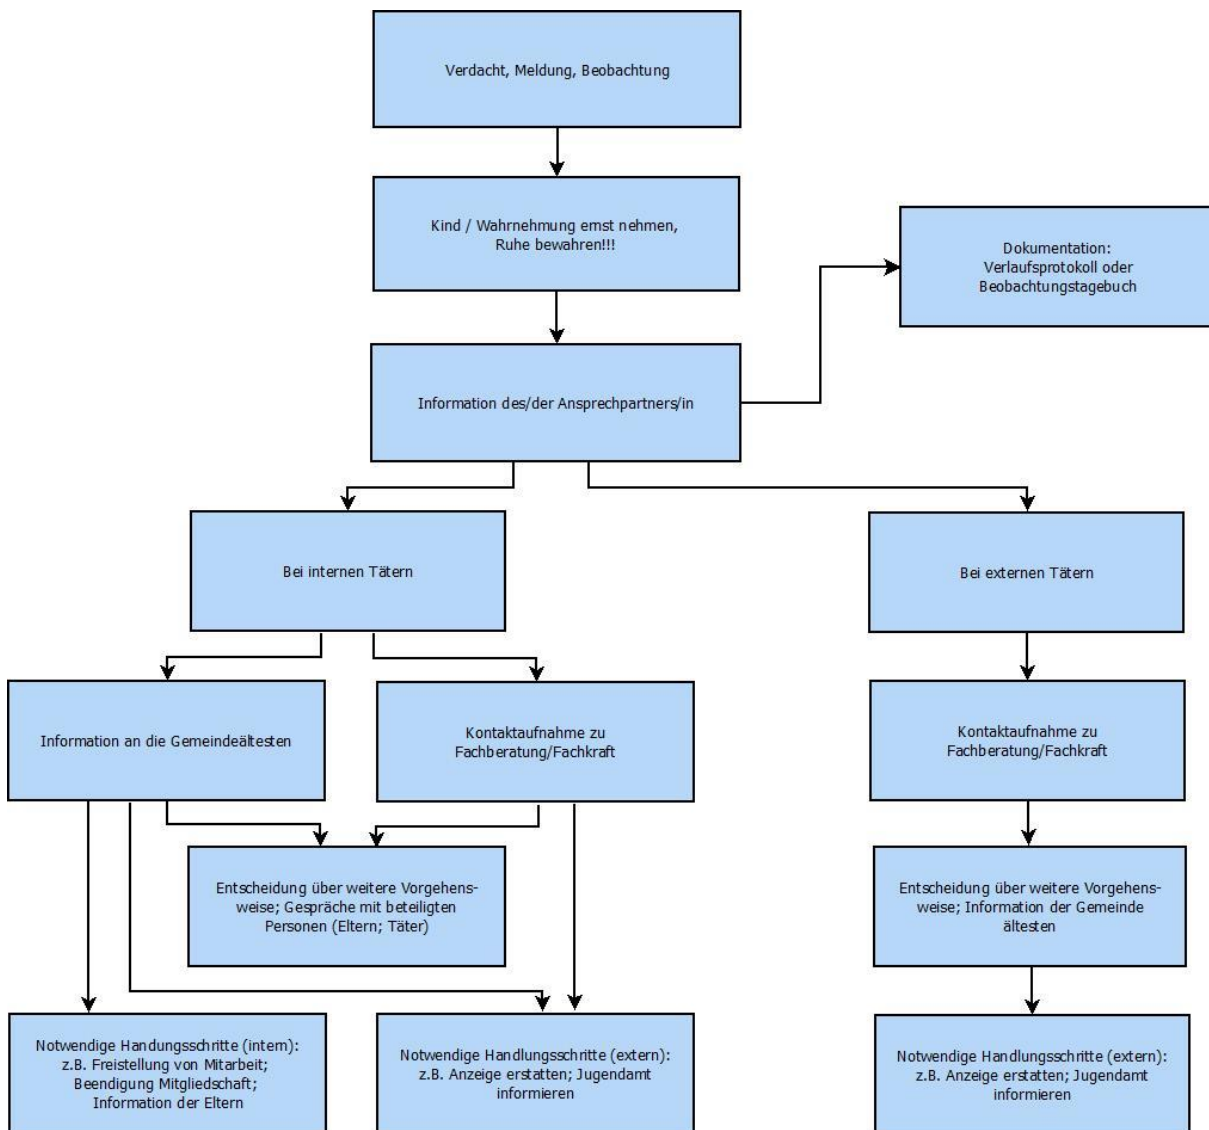 Verdacht, Meldung, Beobachtung
Kind / Wahrnehmung ernst nehmen,
Ruhe bewahren!!!
Dokumentation:
Verlaufsprotokoll oder
Beobachtungstagebuch
Information des/der Ansprechpartners/in
Bei internen Tätern
Bei externen Tätern
Information an die Gemeindeältesten
Kontaktaufnahme zu
Fachberatung/Fachkraft
Kontaktaufnahme zu
Fachberatung/Fachkraft
Entscheidung über weitere Vorgehens-
weise; Gespräche mit beteiligten
Personen (Eltern; Täter)
Entscheidung über weitere Vorgehens-
weise; Information der Gemeinde
ältesten
Notwendige Handungsschritte (intern):
z.B. Freistellung von Mitarbeit;
Beendigung Mitgliedschaft;
Information der Eltern
Notwendige Handlungsschritte (extern):
z.B. Anzeige erstatten; Jugendamt
informieren
Notwendige Handlungsschritte (extern):
z.B. Anzeige erstatten; Jugendamt
informieren